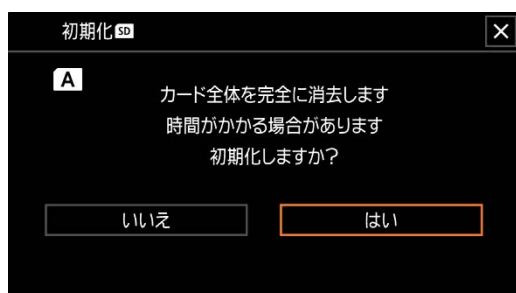 初期化 SD
A
カード全体を完全に消去します
時間がかかる場合があります
初期化しますか？
いいえ
はい